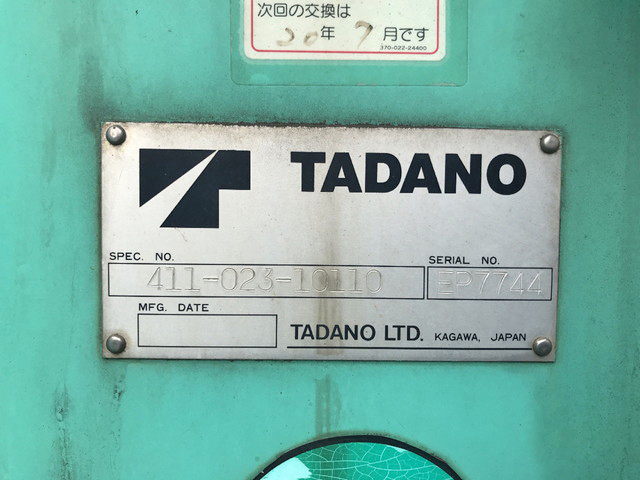 次回の交換は
20年 7月です
370-022-24400
TADANO
SPEC. NO.
SERIAL NO.
411-023-10110
EP7744
MFG. DATE
TADANO LTD. KAGAWA, JAPAN